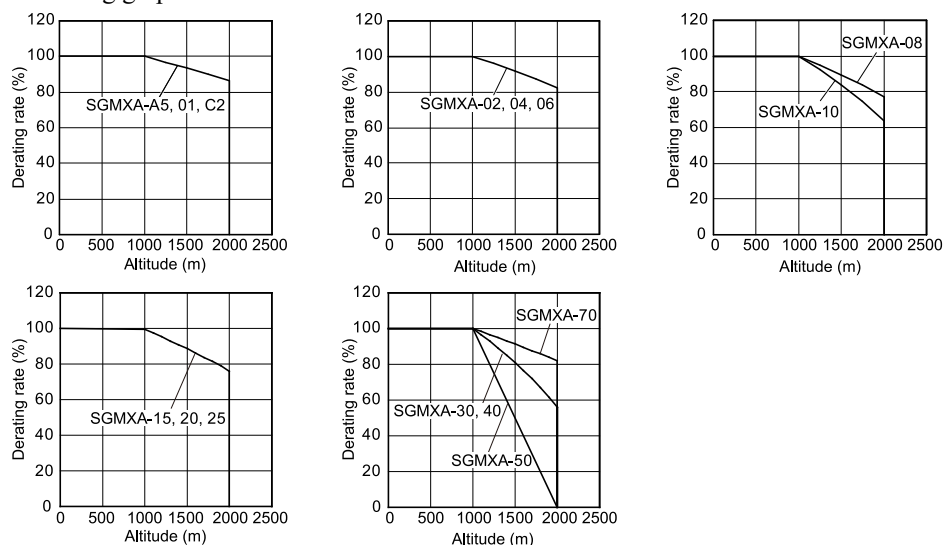 Derating rate (%)
120
100
80
60
40
20
0
SGMXA-A5, 01, C2
0 500 1000 1500 2000 2500
Altitude (m)
Derating rate (%)
120
100
80
60
40
20
0
SGMXA-02, 04, 06
0 500 1000 1500 2000 2500
Altitude (m)
Derating rate (%)
120
100
80
60
40
20
0
SGMXA-08
SGMXA-10
0 500 1000 1500 2000 2500
Altitude (m)
Derating rate (%)
120
100
80
60
40
20
0
SGMXA-15, 20, 25
0 500 1000 1500 2000 2500
Altitude (m)
Derating rate (%)
120
100
80
60
40
20
0
SGMXA-70
SGMXA-30, 40
SGMXA-50
0 500 1000 1500 2000 2500
Altitude (m)